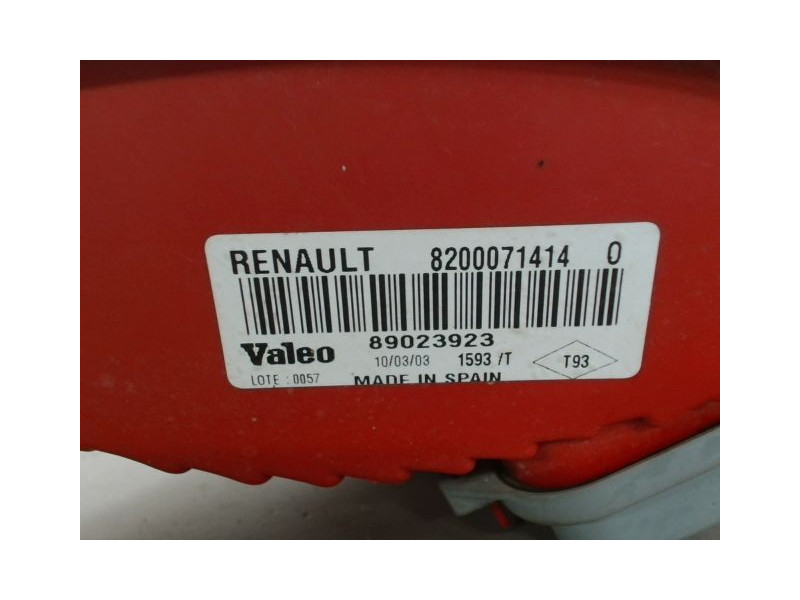 RENAULT 8200071414 0
89023923
Valeo 10/03/03 1593 /T T93
LOTE : 0057 MADE IN SPAIN